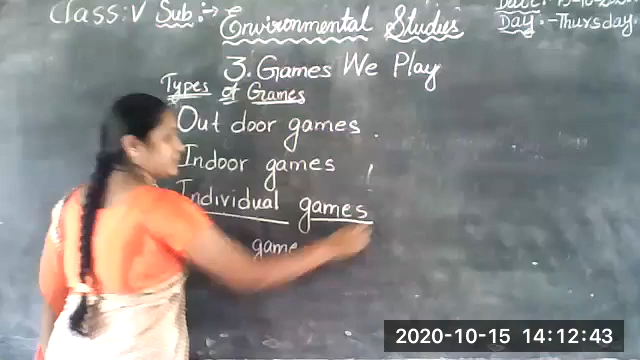 Class:V Sub:→ Environmental Studies
Day:-Thursday
3. Games We Play
Types of Games
Out door games.
Indoor games
Individual games
game
2020-10-15 14:12:43